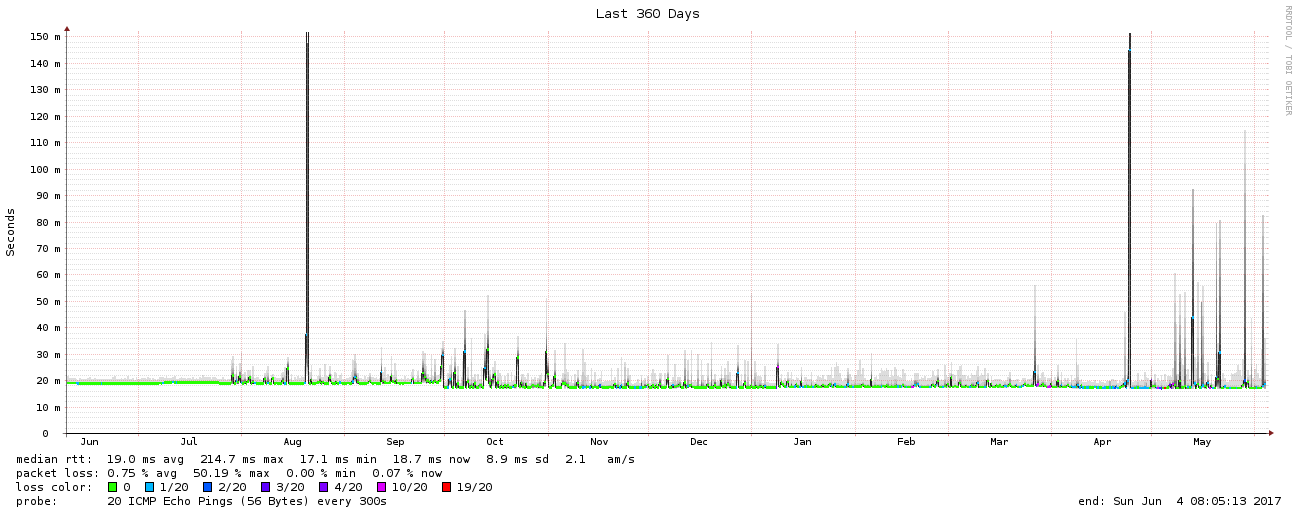 Last 360 Days
RRDTOOL / TOBI OETIKER
Seconds
150 m
140 m
130 m
120 m
110 m
100 m
90 m
80 m
70 m
60 m
50 m
40 m
30 m
20 m
10 m
0
Jun Jul Aug Sep Oct Nov Dec Jan Feb Mar Apr May
median rtt: 19.0 ms avg 214.7 ms max 17.1 ms min 18.7 ms now 8.9 ms sd 2.1 am/s
packet loss: 0.75 % avg 50.19 % max 0.00 % min 0.07 % now
loss color: 0 1/20 2/20 3/20 4/20 10/20 19/20
probe: 20 ICMP Echo Pings (56 Bytes) every 300s end: Sun Jun 4 08:05:13 2017